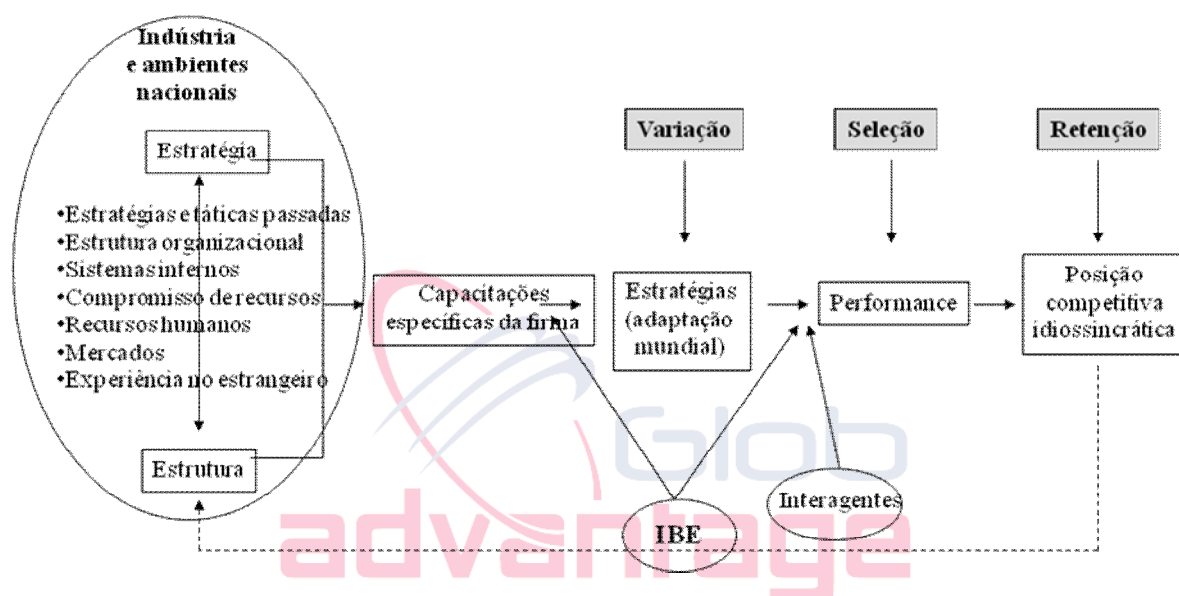 Indústria
e ambientes
nacionais
Variação
Seleção
Retenção
Estratégia
•Estratégias e táticas passadas
•Estrutura organizacional
•Sistemas internos
•Compromisso de recursos
•Recursos humanos
•Mercados
•Experiência no estrangeiro
Estrutura
Capacitações
específicas da firma
Estratégias
(adaptação
mundial)
Performance
Posição
competitiva
idiossincrática
IBE
Interagentes
Glob
advantage